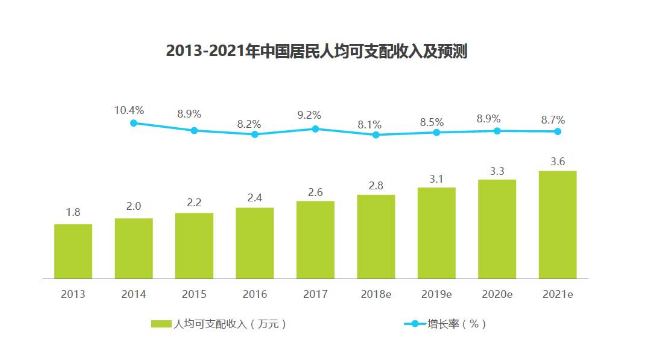 2013-2021年中国居民人均可支配收入及预测
10.4% 8.9% 8.2% 9.2% 8.1% 8.5% 8.9% 8.7%
1.8 2.0 2.2 2.4 2.6 2.8 3.1 3.3 3.6
2013 2014 2015 2016 2017 2018e 2019e 2020e 2021e
人均可支配收入（万元） 增长率（%）